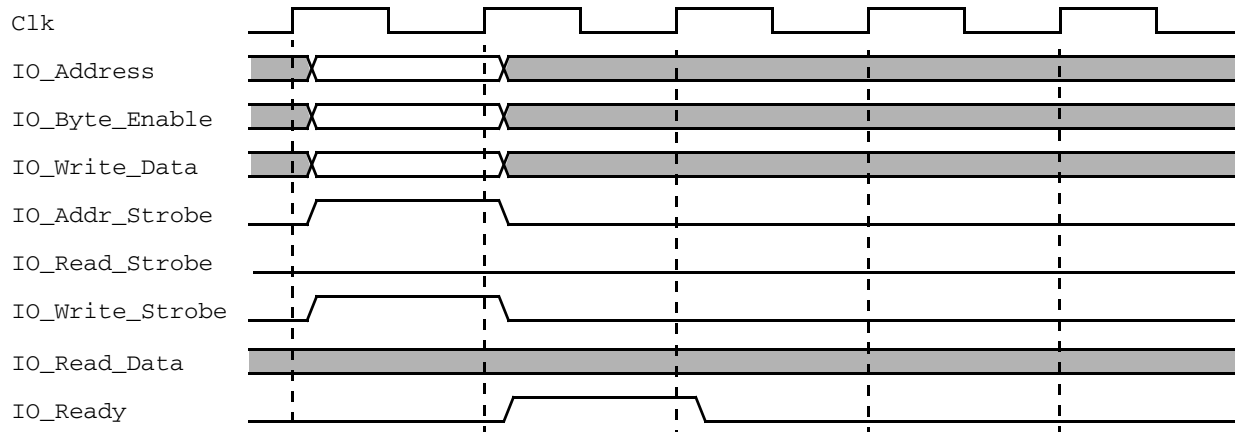 Clk
IO_Address
IO_Byte_Enable
IO_Write_Data
IO_Addr_Strobe
IO_Read_Strobe
IO_Write_Strobe
IO_Read_Data
IO_Ready